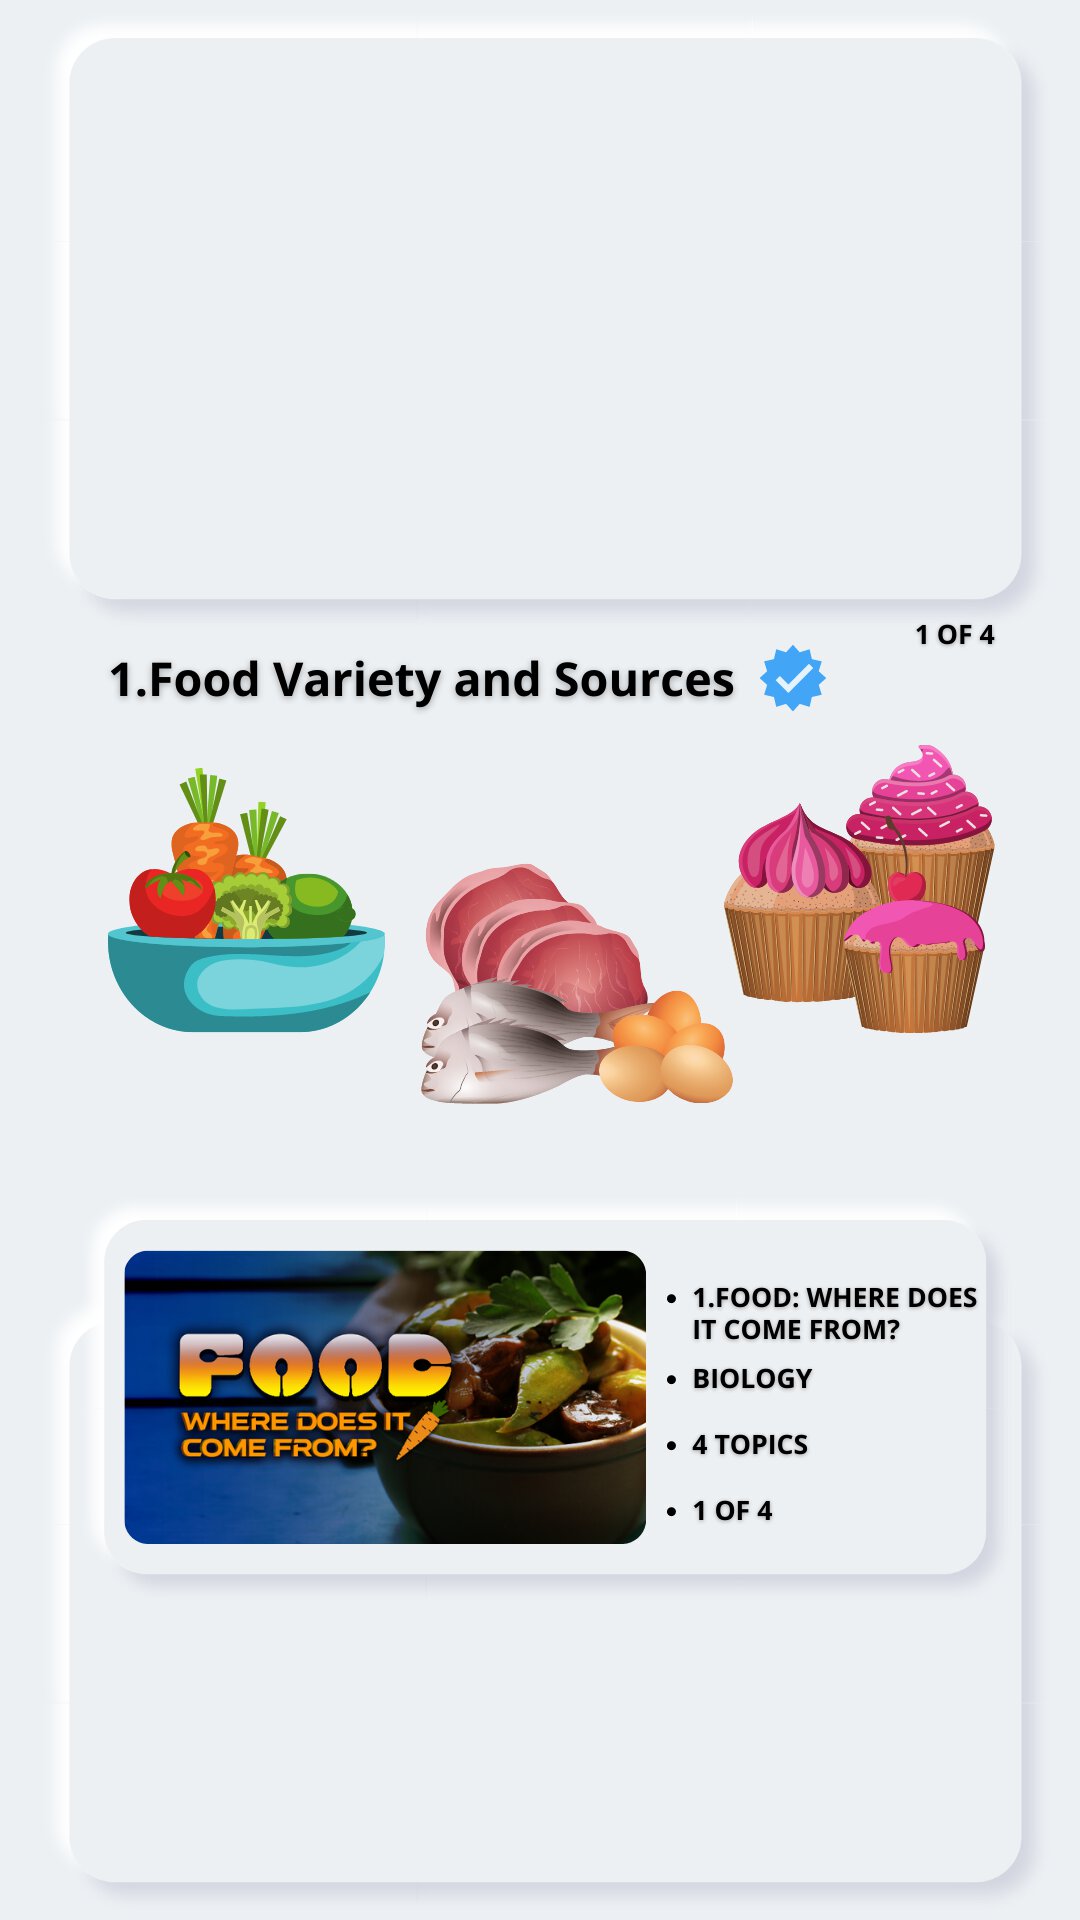 1 OF 4
1.Food Variety and Sources
FOOD
WHERE DOES IT
COME FROM?
• 1.FOOD: WHERE DOES
IT COME FROM?
• BIOLOGY
• 4 TOPICS
• 1 OF 4